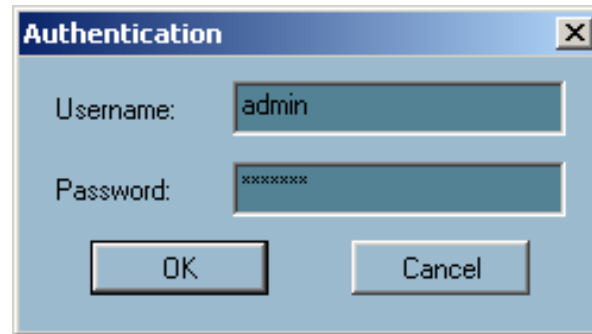 Authentication
Username: admin
Password: *******
OK Cancel